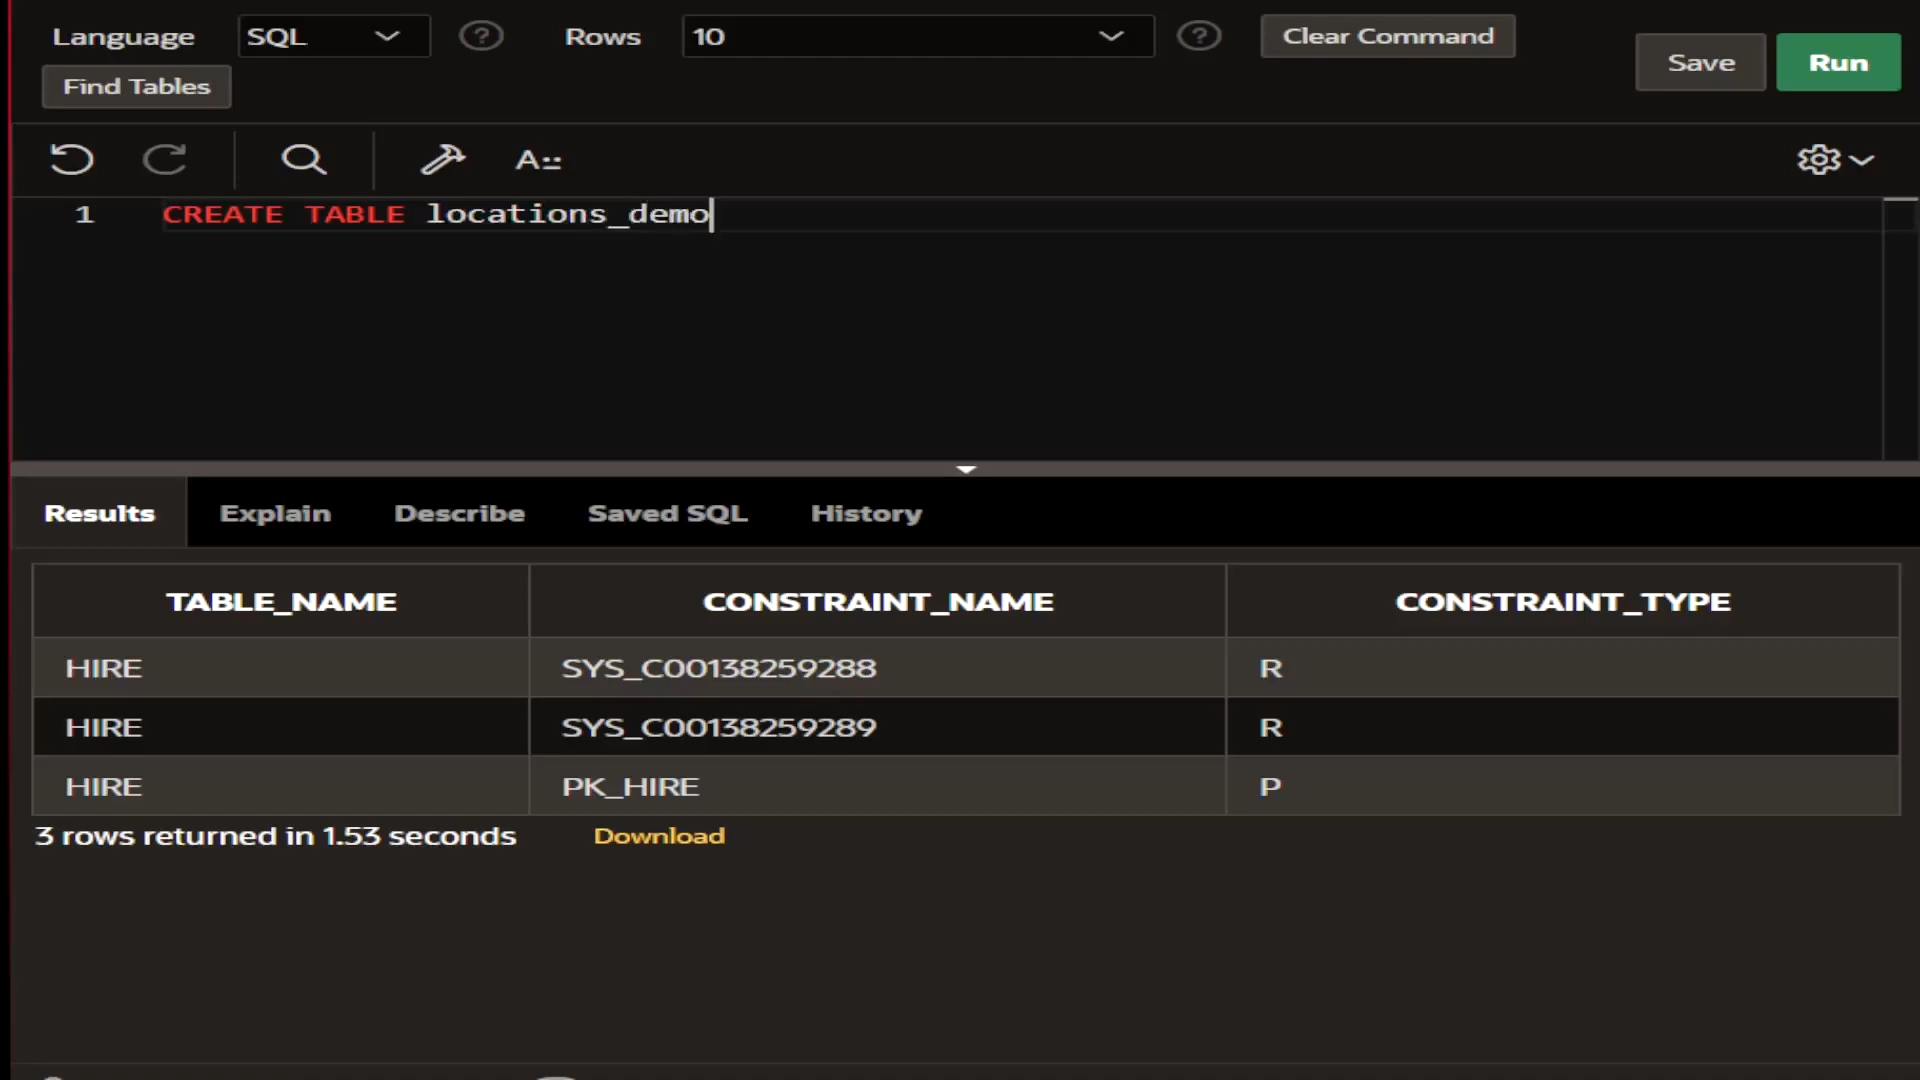 Language SQL ? Rows 10 ? Clear Command Save Run
Find Tables
A::
1 CREATE TABLE locations_demo
Results Explain Describe Saved SQL History
TABLE_NAME CONSTRAINT_NAME CONSTRAINT_TYPE
HIRE SYS_C00138259288 R
HIRE SYS_C00138259289 R
HIRE PK_HIRE P
3 rows returned in 1.53 seconds Download